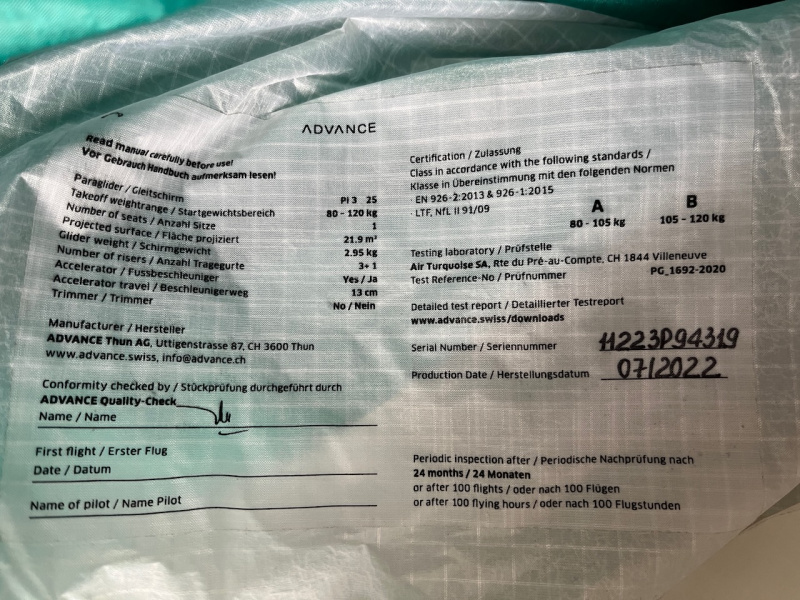 ADVANCE
Read manual carefully before use!
Vor Gebrauch Handbuch aufmerksam lesen!
Paraglider / Gleitschirm PI 3 25
Takeoff weightrange / Startgewichtsbereich 80 - 120 kg
Number of seats / Anzahl Sitze 1
Projected surface / Fläche projiziert 21.9 m²
Glider weight / Schirmgewicht 2.95 kg
Number of risers / Anzahl Tragegurte 3+1
Accelerator / Fussbeschleuniger Yes / Ja
Accelerator travel / Beschleunigerweg 13 cm
Trimmer / Trimmer No / Nein
Manufacturer / Hersteller
ADVANCE Thun AG, Uttigenstrasse 87, CH 3600 Thun
www.advance.swiss, info@advance.ch
Conformity checked by / Stückprüfung durchgeführt durch
ADVANCE Quality-Check
Name / Name
First flight / Erster Flug
Date / Datum
Name of pilot / Name Pilot
Certification / Zulassung
Class in accordance with the following standards /
Klasse in Übereinstimmung mit den folgenden Normen
· EN 926-2:2013 & 926-1:2015 A B
· LTF, NfL II 91/09 80 - 105 kg 105 - 120 kg
Testing laboratory / Prüfstelle
Air Turquoise SA, Rte du Pré-au-Compte, CH 1844 Villeneuve
Test Reference-No / Prüfnummer PG_1692-2020
Detailed test report / Detaillierter Testreport
www.advance.swiss/downloads
Serial Number / Seriennummer 11223P94319
Production Date / Herstellungsdatum 07/2022
Periodic inspection after / Periodische Nachprüfung nach
24 months / 24 Monaten
or after 100 flights / oder nach 100 Flügen
or after 100 flying hours / oder nach 100 Flugstunden